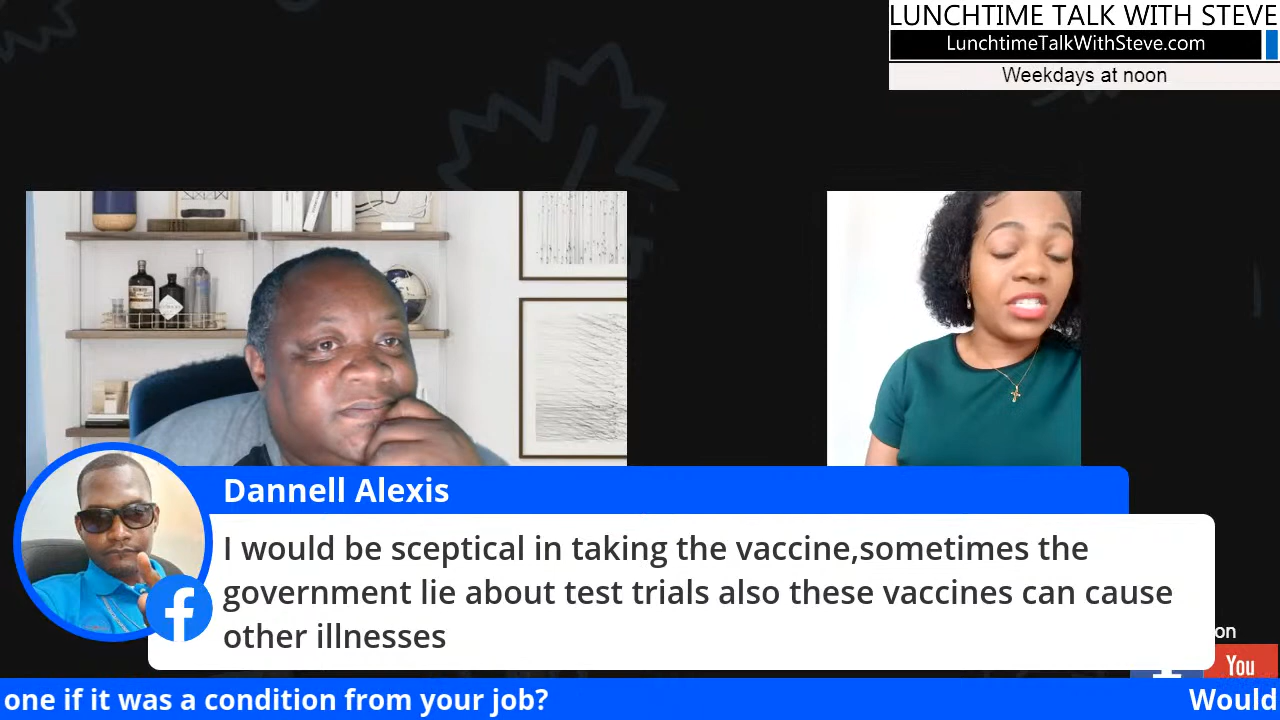 LUNCHTIME TALK WITH STEVE
LunchtimeTalkWithSteve.com
Weekdays at noon
Dannell Alexis
I would be sceptical in taking the vaccine,sometimes the
government lie about test trials also these vaccines can cause
other illnesses
on
You
one if it was a condition from your job?
Would